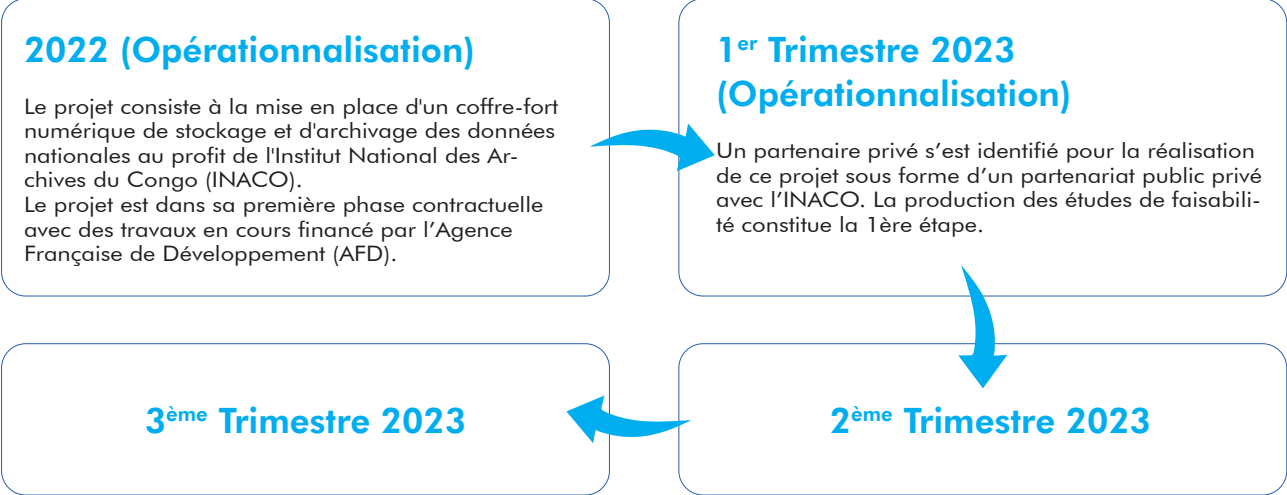 2022 (Opérationnalisation)
Le projet consiste à la mise en place d'un coffre-fort
numérique de stockage et d'archivage des données
nationales au profit de l'Institut National des Ar-
chives du Congo (INACO).
Le projet est dans sa première phase contractuelle
avec des travaux en cours financé par l’Agence
Française de Développement (AFD).
1er Trimestre 2023
(Opérationnalisation)
Un partenaire privé s’est identifié pour la réalisation
de ce projet sous forme d’un partenariat public privé
avec l’INACO. La production des études de faisabili-
té constitue la 1ère étape.
2ème Trimestre 2023
3ème Trimestre 2023